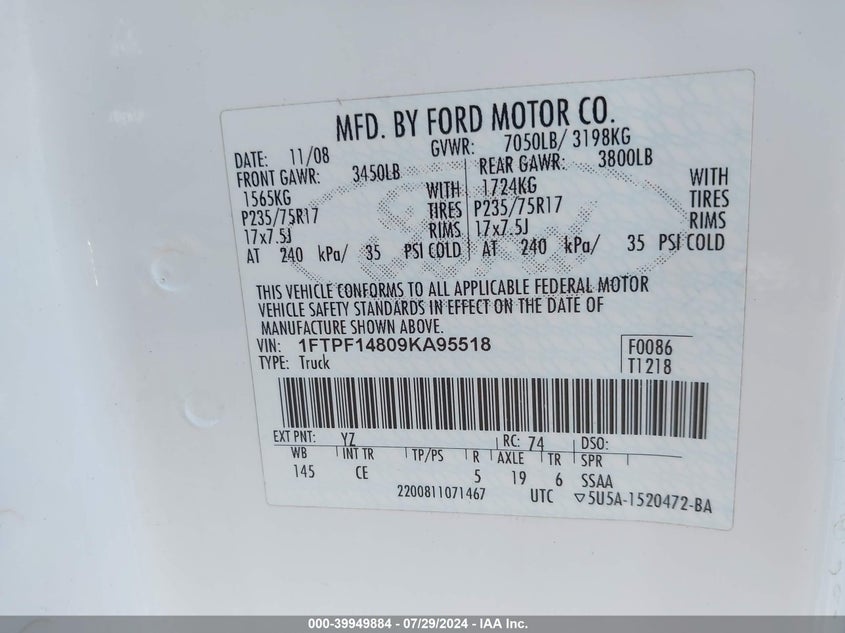 MFD. BY FORD MOTOR CO.
DATE: 11/08 GVWR: 7050LB/ 3198KG
FRONT GAWR: 3450LB REAR GAWR: 3800LB
1565KG WITH 1724KG WITH
P235/75R17 TIRES P235/75R17 TIRES
17x7.5J RIMS 17x7.5J RIMS
AT 240 kPa/ 35 PSI COLD AT 240 kPa/ 35 PSI COLD
THIS VEHICLE CONFORMS TO ALL APPLICABLE FEDERAL MOTOR
VEHICLE SAFETY STANDARDS IN EFFECT ON THE DATE OF
MANUFACTURE SHOWN ABOVE.
VIN: 1FTPF14809KA95518 F0086
TYPE: Truck T1218
EXT PNT: YZ RC: 74 DSO:
WB INT TR TP/PS R AXLE TR SPR
145 CE 5 19 6 SSAA
2200811071467 UTC ▽5U5A-1520472-BA
000-39949884 - 07/29/2024 - IAA Inc.